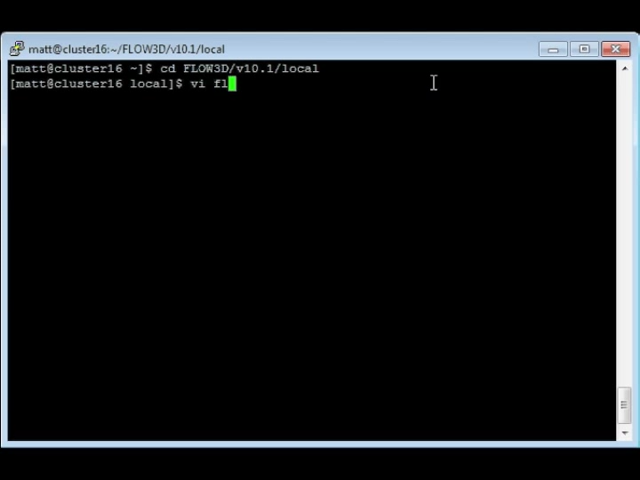 matt@cluster16:~/FLOW3D/v10.1/local
[matt@cluster16 ~]$ cd FLOW3D/v10.1/local
[matt@cluster16 local]$ vi fl